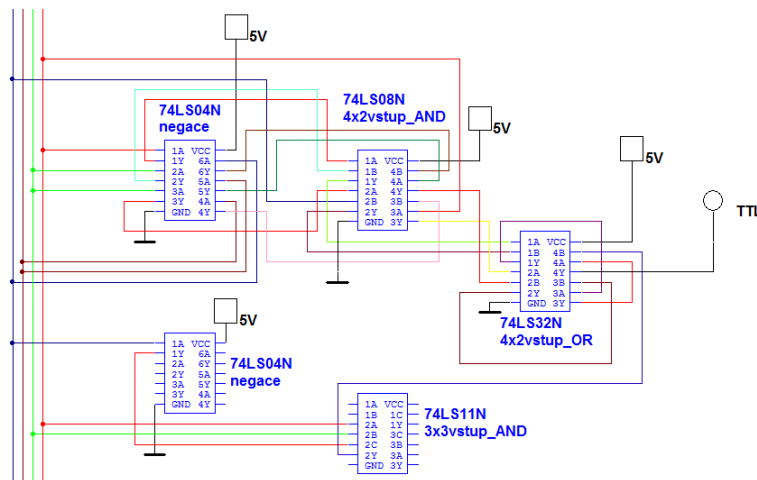 5V
74LS04N
negace
1A VCC
1Y 6A
2A 6Y
2Y 5A
3A 5Y
3Y 4A
GND 4Y
74LS08N
4x2vstup_AND
1A VCC
1B 4B
1Y 4A
2A 4Y
2B 3B
2Y 3A
GND 3Y
5V
5V
TTL
1A VCC
1B 4B
1Y 4A
2A 4Y
2B 3B
2Y 3A
GND 3Y
74LS32N
4x2vstup_OR
5V
1A VCC
1Y 6A
2A 6Y
2Y 5A
3A 5Y
3Y 4A
GND 4Y
74LS04N
negace
1A VCC
1B 1C
2A 1Y
2B 3C
2C 3B
2Y 3A
GND 3Y
74LS11N
3x3vstup_AND